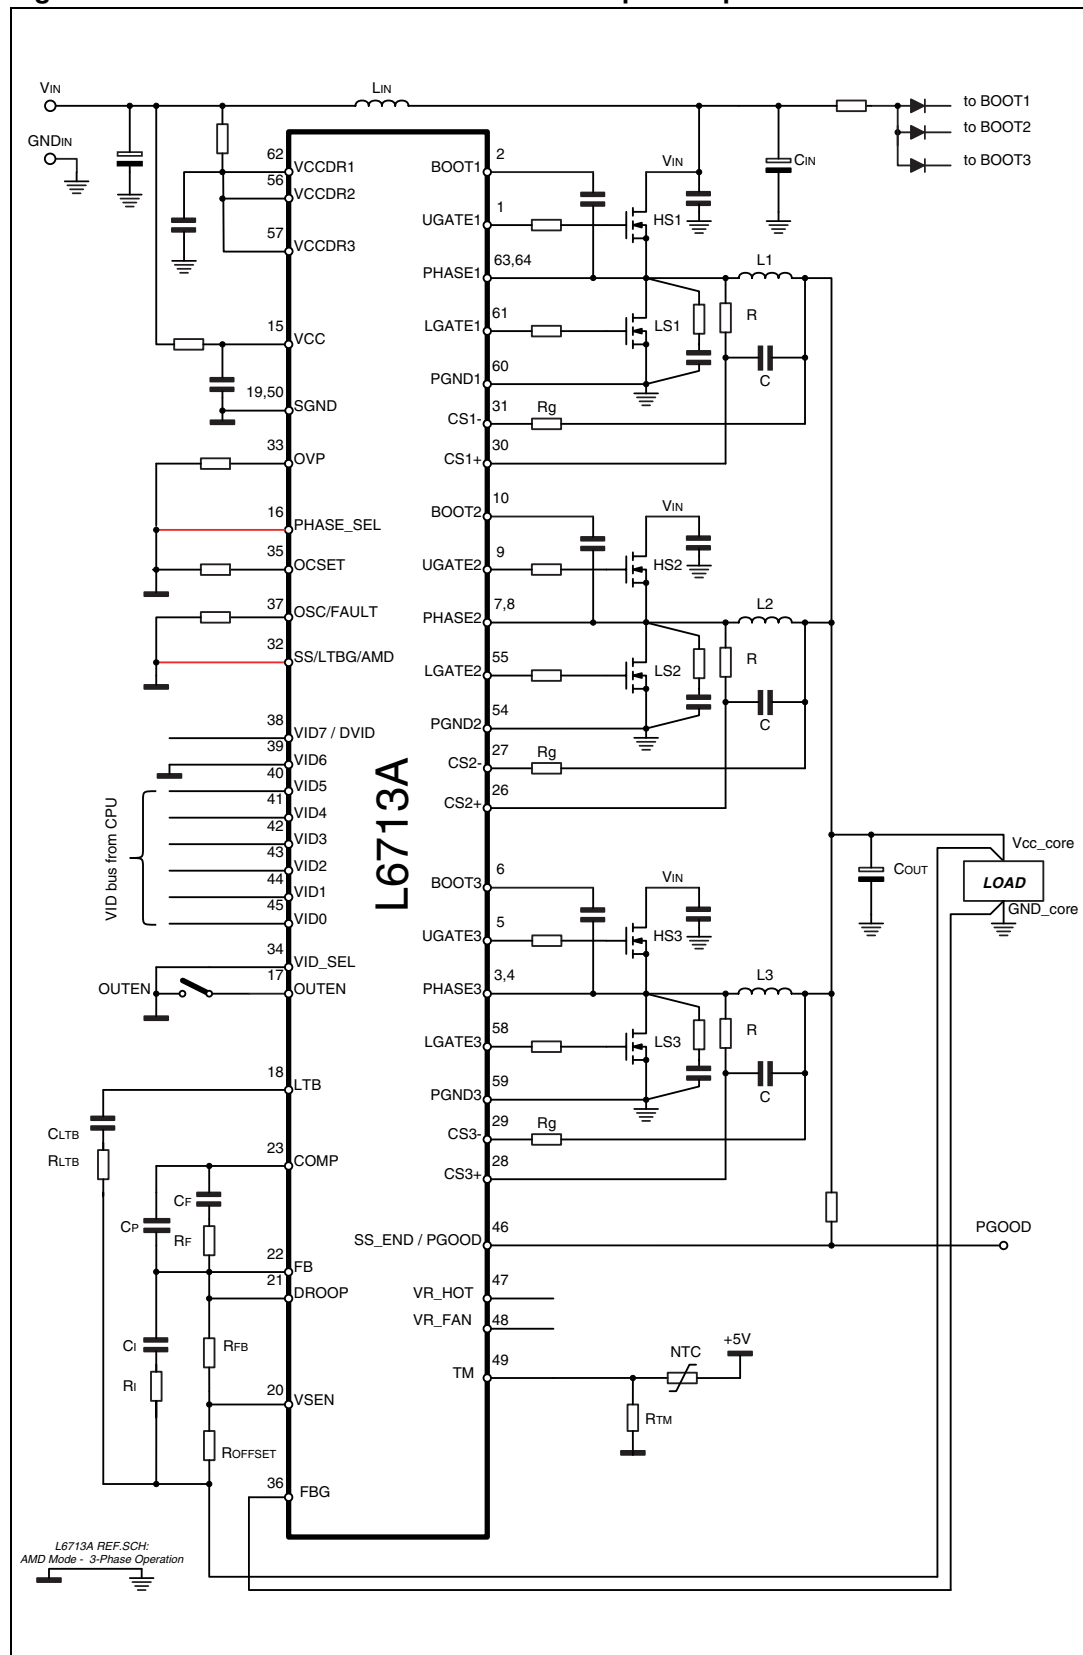 VIN
LIN
to BOOT1
to BOOT2
to BOOT3
GNDIN
CIN
62
VCCDR1
56
VCCDR2
57
VCCDR3
15
VCC
19,50
SGND
33
OVP
16
PHASE_SEL
35
OCSET
37
OSC/FAULT
32
SS/LTBG/AMD
38
VID7 / DVID
39
VID6
40
VID5
41
VID4
42
VID3
43
VID2
44
VID1
45
VID0
VID bus from CPU
34
VID_SEL
17
OUTEN
OUTEN
18
LTB
CLTB
RLTB
23
COMP
CF
CP
RF
22
FB
21
DROOP
CI
RFB
RI
20
VSEN
ROFFSET
36
FBG
L6713A
BOOT1
2
VIN
UGATE1
1
HS1
PHASE1
63,64
L1
LGATE1
61
LS1
R
PGND1
60
C
CS1-
31
Rg
CS1+
30
BOOT2
10
VIN
UGATE2
9
HS2
PHASE2
7,8
L2
LGATE2
55
LS2
R
PGND2
54
C
CS2-
27
Rg
CS2+
26
BOOT3
6
VIN
UGATE3
5
HS3
PHASE3
3,4
L3
LGATE3
58
LS3
R
PGND3
59
C
CS3-
29
Rg
CS3+
28
COUT
Vcc_core
LOAD
GND_core
SS_END / PGOOD
46
PGOOD
VR_HOT
47
VR_FAN
48
TM
49
NTC
+5V
RTM
L6713A REF.SCH:
AMD Mode - 3-Phase Operation